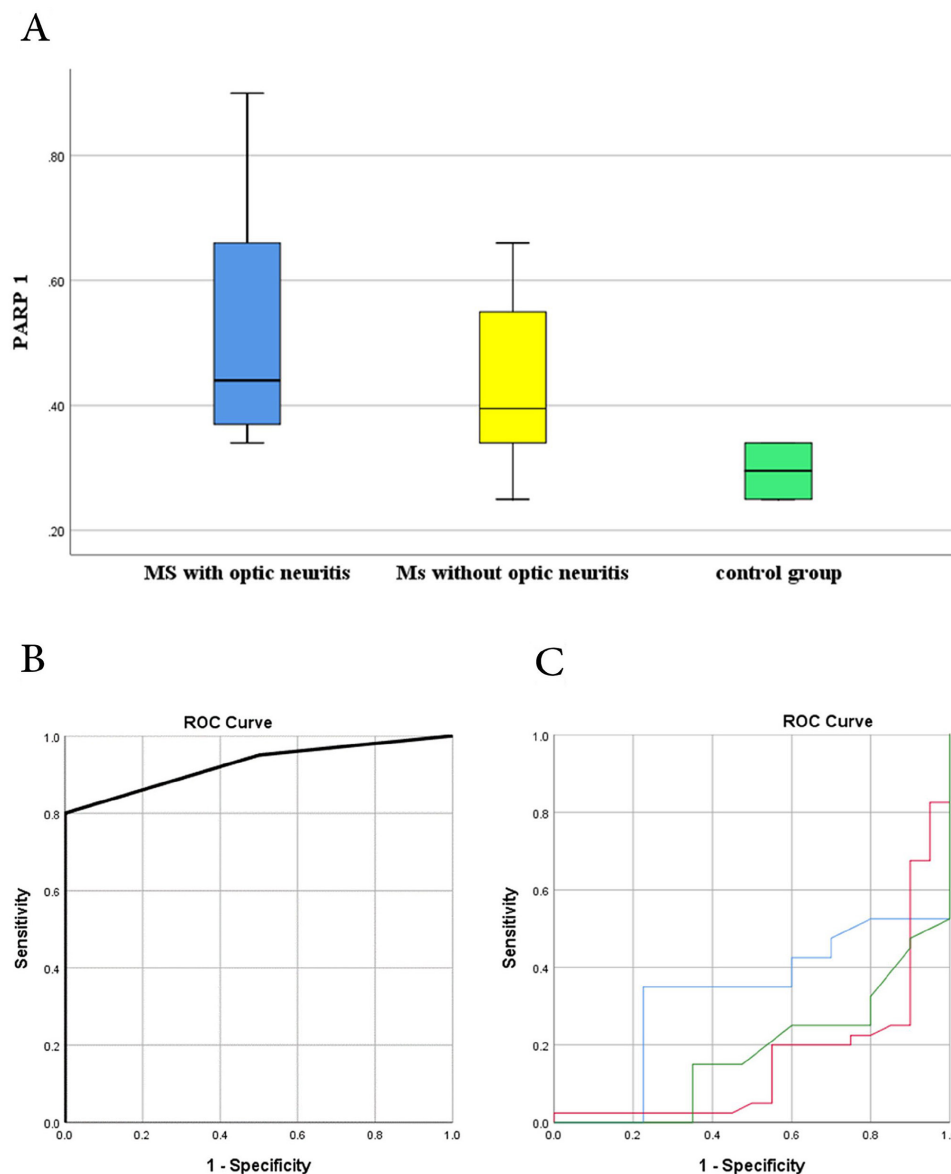 A
.80
.60
.40
.20
PARP 1
MS with optic neuritis
Ms without optic neuritis
control group
B
ROC Curve
1.0
0.8
0.6
0.4
0.2
0.0
Sensitivity
0.0 0.2 0.4 0.6 0.8 1.0
1 - Specificity
C
ROC Curve
1.0
0.8
0.6
0.4
0.2
0.0
Sensitivity
0.0 0.2 0.4 0.6 0.8 1.
1 - Specificity